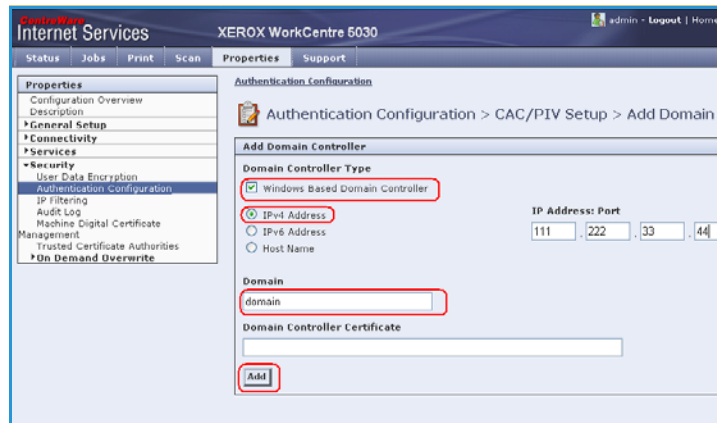 CentreWare
Internet Services
XEROX WorkCentre 5030
admin - Logout | Home
Status Jobs Print Scan Properties Support
Properties
Configuration Overview
Description
General Setup
Connectivity
Services
Security
User Data Encryption
Authentication Configuration
IP Filtering
Audit Log
Machine Digital Certificate
Management
Trusted Certificate Authorities
On Demand Overwrite
Authentication Configuration
Authentication Configuration > CAC/PIV Setup > Add Domain
Add Domain Controller
Domain Controller Type
Windows Based Domain Controller
IPv4 Address
IPv6 Address
Host Name
IP Address: Port
111 . 222 . 33 . 44
Domain
domain
Domain Controller Certificate
Add